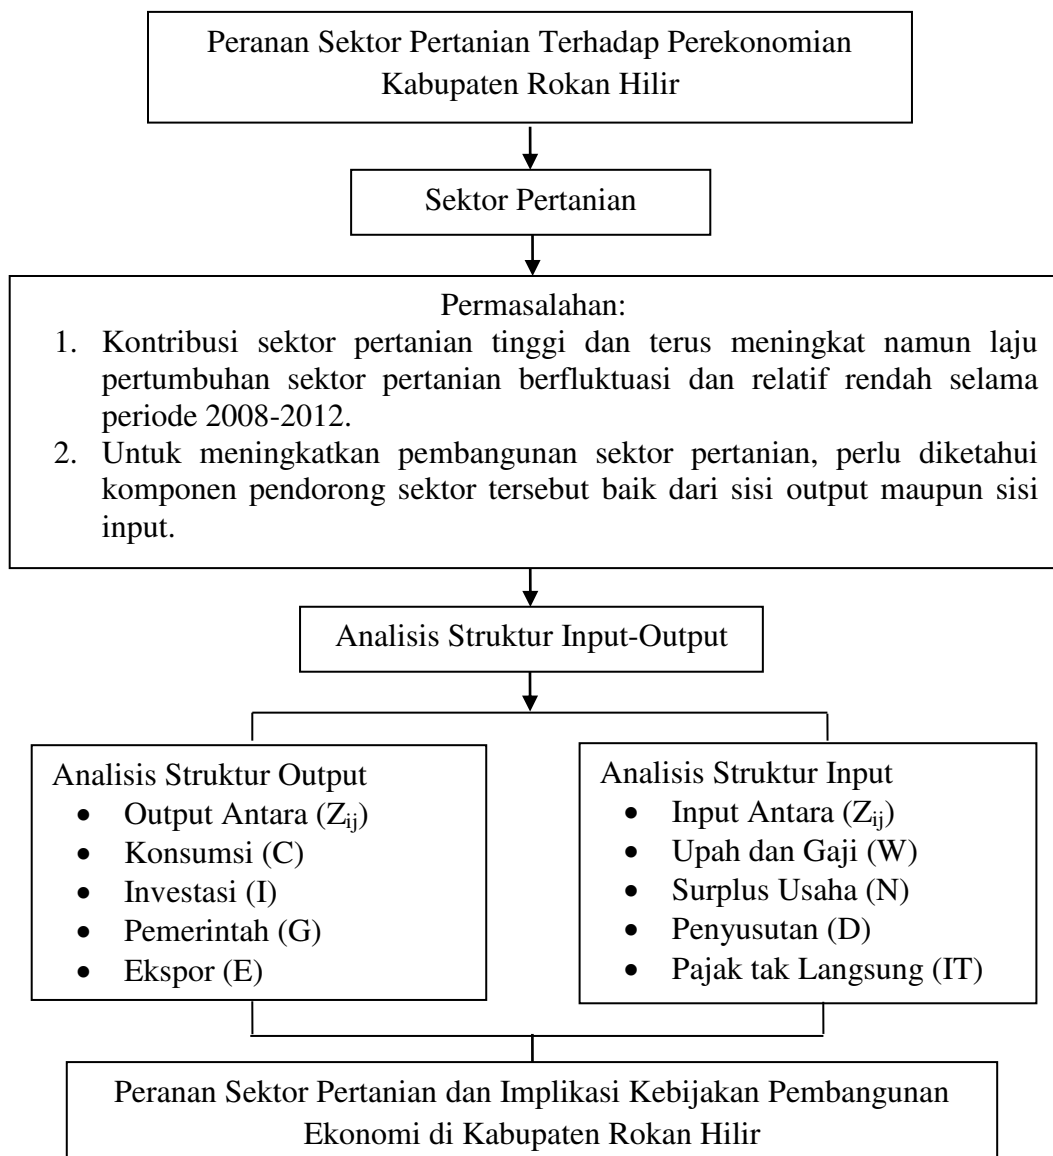 Peranan Sektor Pertanian Terhadap Perekonomian
Kabupaten Rokan Hilir
Sektor Pertanian
Permasalahan:
1. Kontribusi sektor pertanian tinggi dan terus meningkat namun laju
pertumbuhan sektor pertanian berfluktuasi dan relatif rendah selama
periode 2008-2012.
2. Untuk meningkatkan pembangunan sektor pertanian, perlu diketahui
komponen pendorong sektor tersebut baik dari sisi output maupun sisi
input.
Analisis Struktur Input-Output
Analisis Struktur Output
• Output Antara (Zij)
• Konsumsi (C)
• Investasi (I)
• Pemerintah (G)
• Ekspor (E)
Analisis Struktur Input
• Input Antara (Zij)
• Upah dan Gaji (W)
• Surplus Usaha (N)
• Penyusutan (D)
• Pajak tak Langsung (IT)
Peranan Sektor Pertanian dan Implikasi Kebijakan Pembangunan
Ekonomi di Kabupaten Rokan Hilir